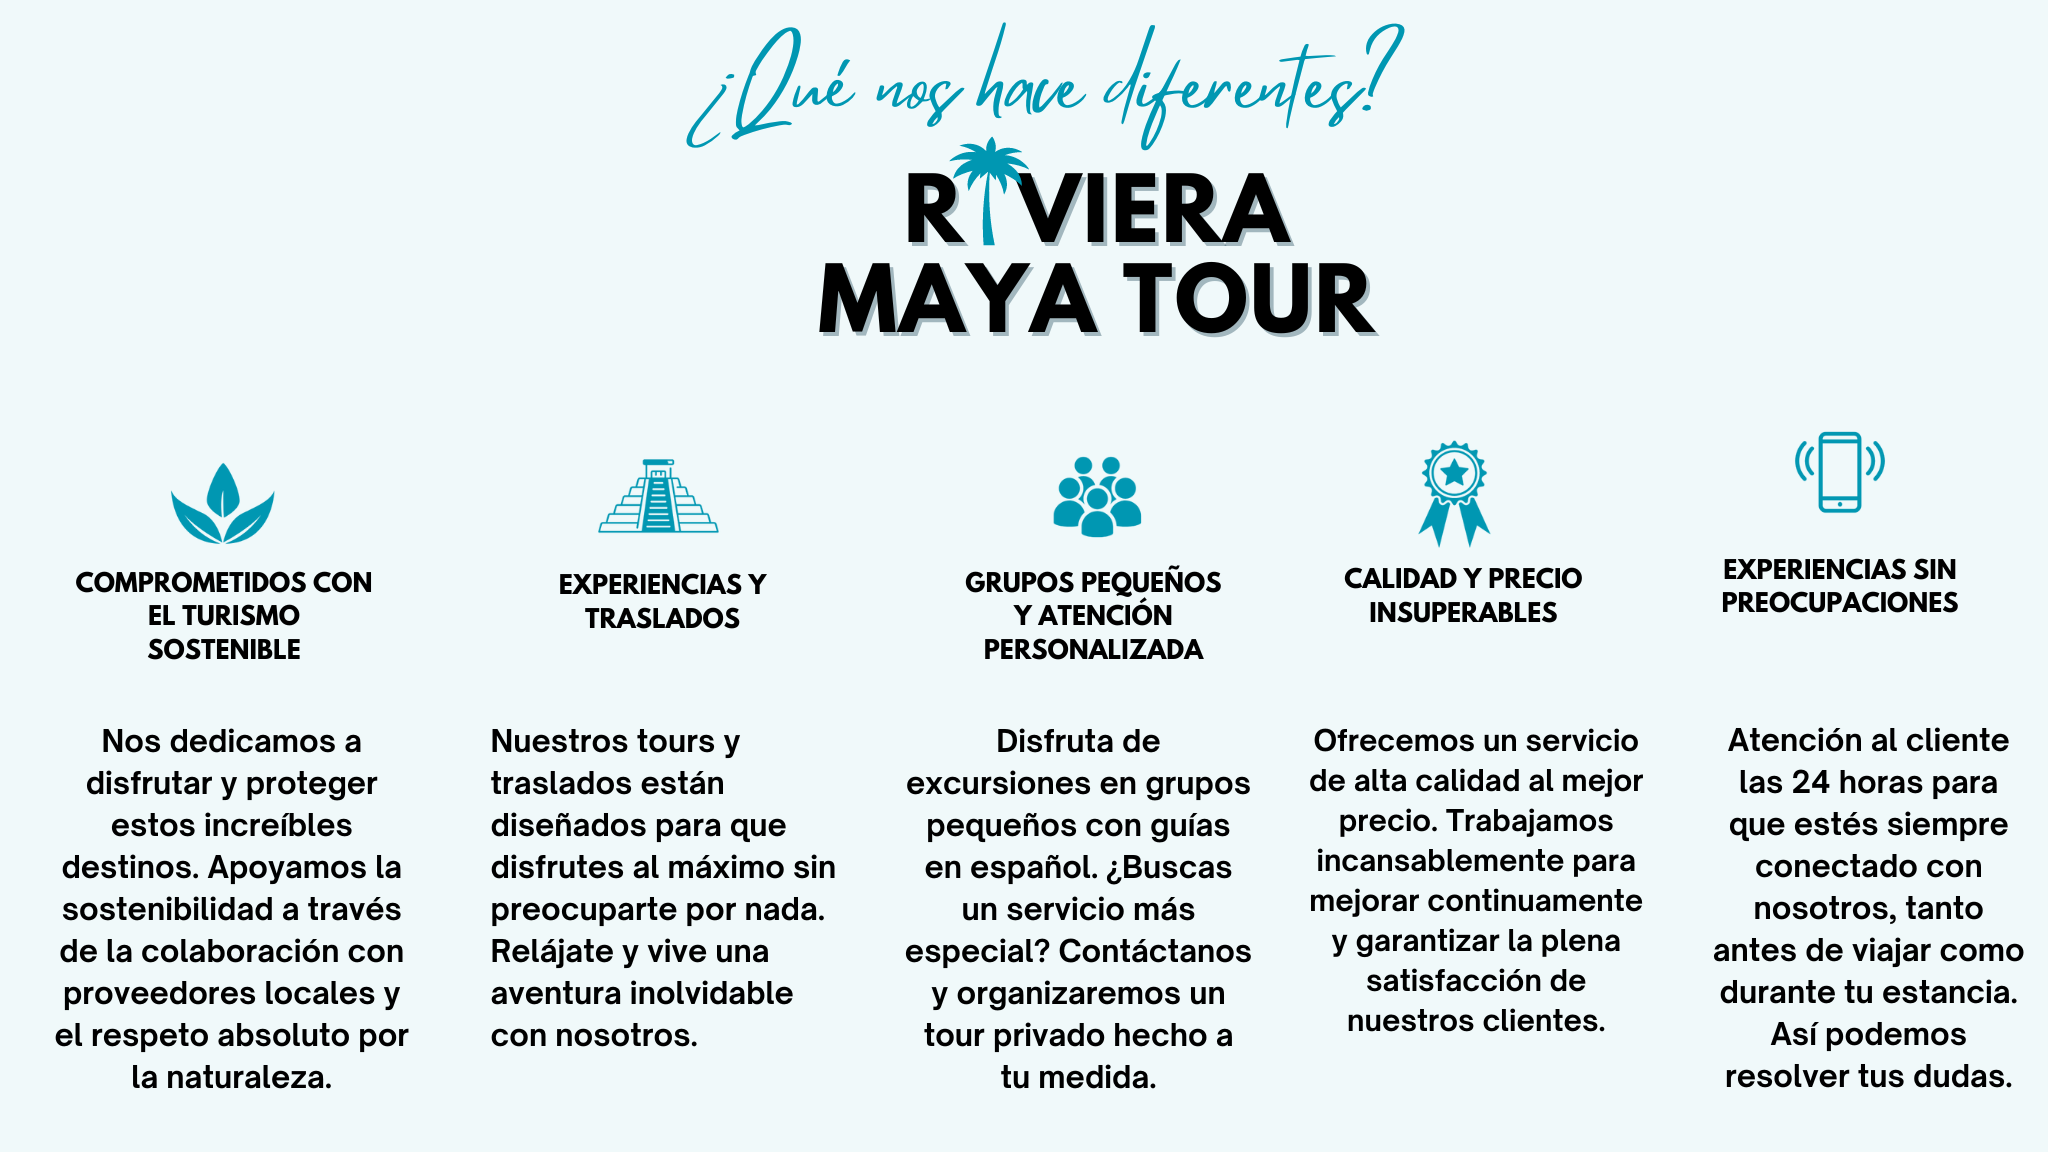 ¿Qué nos hace diferentes?
RIVIERA
MAYA TOUR
COMPROMETIDOS CON
EL TURISMO
SOSTENIBLE
Nos dedicamos a
disfrutar y proteger
estos increíbles
destinos. Apoyamos la
sostenibilidad a través
de la colaboración con
proveedores locales y
el respeto absoluto por
la naturaleza.
EXPERIENCIAS Y
TRASLADOS
Nuestros tours y
traslados están
diseñados para que
disfrutes al máximo sin
preocuparte por nada.
Relájate y vive una
aventura inolvidable
con nosotros.
GRUPOS PEQUEÑOS
Y ATENCIÓN
PERSONALIZADA
Disfruta de
excursiones en grupos
pequeños con guías
en español. ¿Buscas
un servicio más
especial? Contáctanos
y organizaremos un
tour privado hecho a
tu medida.
CALIDAD Y PRECIO
INSUPERABLES
Ofrecemos un servicio
de alta calidad al mejor
precio. Trabajamos
incansablemente para
mejorar continuamente
y garantizar la plena
satisfacción de
nuestros clientes.
EXPERIENCIAS SIN
PREOCUPACIONES
Atención al cliente
las 24 horas para
que estés siempre
conectado con
nosotros, tanto
antes de viajar como
durante tu estancia.
Así podemos
resolver tus dudas.